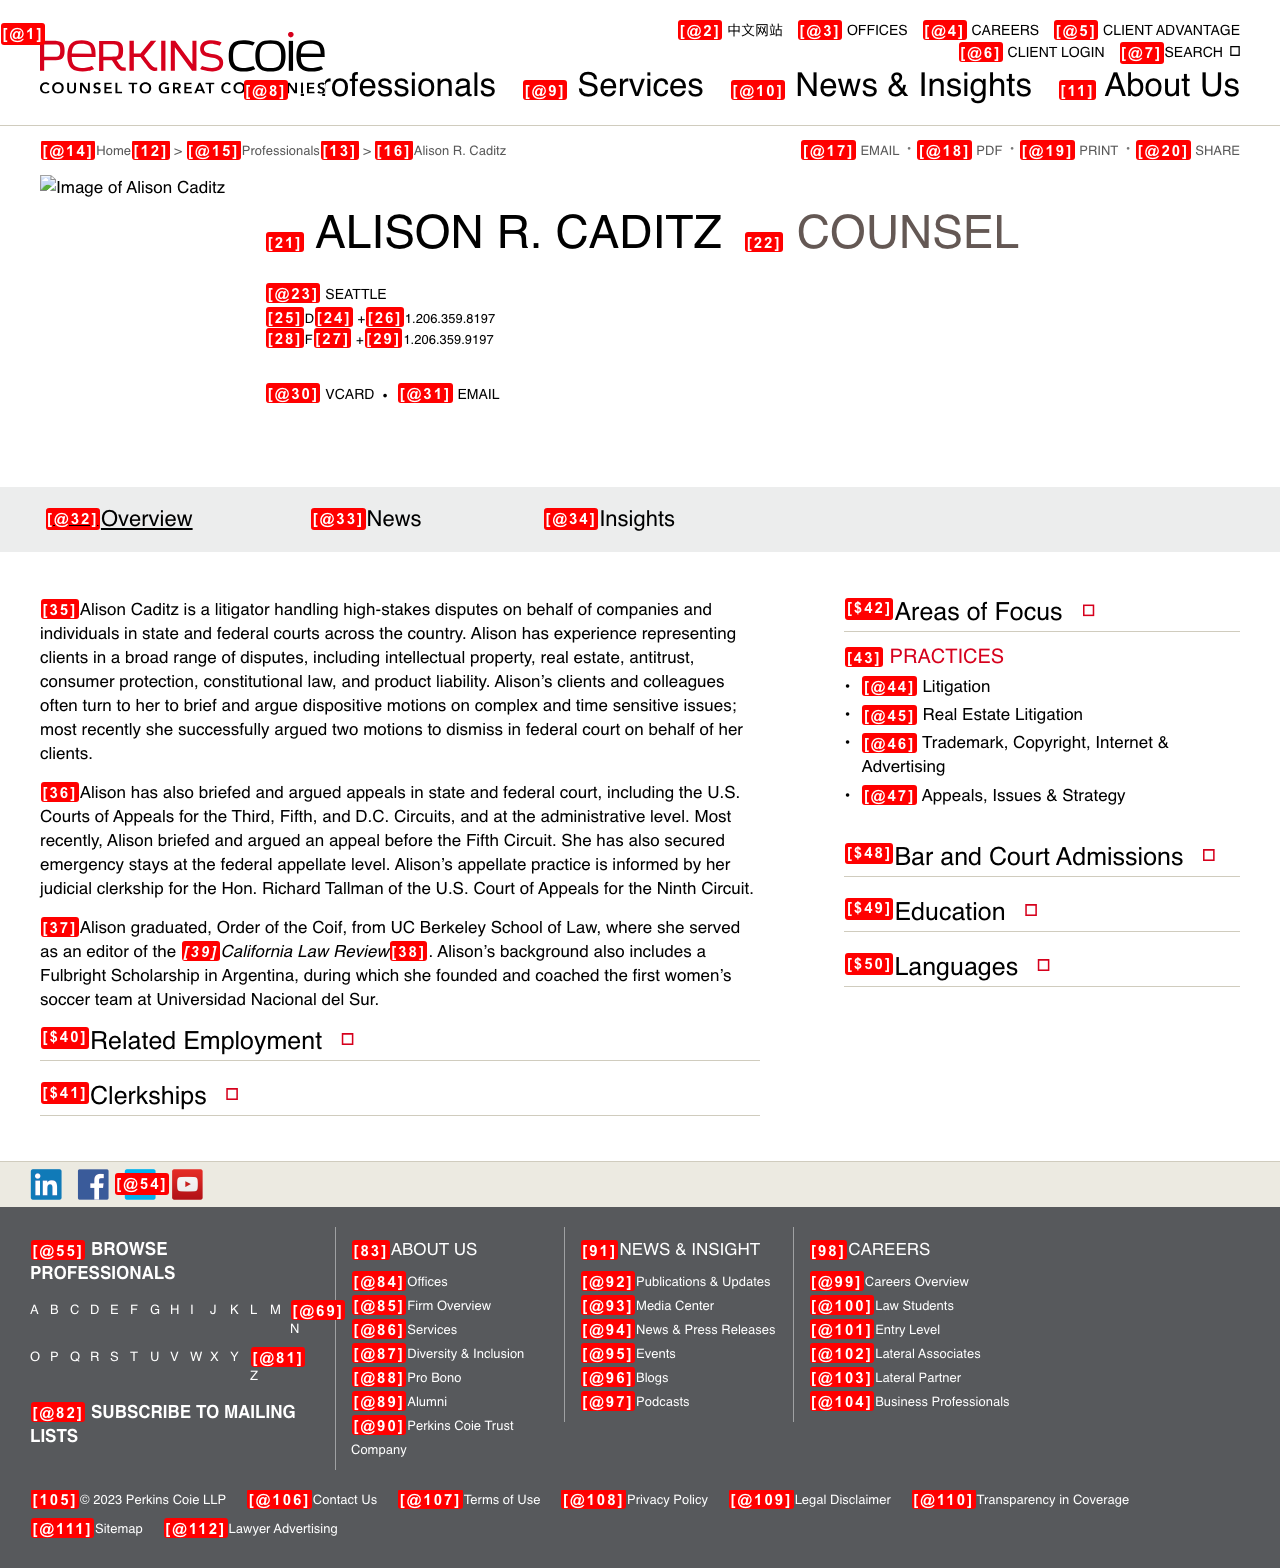 [@1] PERKINSCOIE
COUNSEL TO GREAT COMPANIES
[@2] 中文网站 [@3] OFFICES [@4] CAREERS [@5] CLIENT ADVANTAGE
[@6] CLIENT LOGIN [@7]SEARCH
[@8] Professionals [@9] Services [@10] News & Insights [11] About Us
[@14]Home[12] > [@15]Professionals[13] > [16]Alison R. Caditz
[@17] EMAIL • [@18] PDF • [@19] PRINT • [@20] SHARE
Image of Alison Caditz
[21] ALISON R. CADITZ [22] COUNSEL
[@23] SEATTLE
[25]D[24] +[26]1.206.359.8197
[28]F[27] +[29]1.206.359.9197
[@30] VCARD • [@31] EMAIL
[@32]Overview [@33]News [@34]Insights
[35]Alison Caditz is a litigator handling high-stakes disputes on behalf of companies and
individuals in state and federal courts across the country. Alison has experience representing
clients in a broad range of disputes, including intellectual property, real estate, antitrust,
consumer protection, constitutional law, and product liability. Alison’s clients and colleagues
often turn to her to brief and argue dispositive motions on complex and time sensitive issues;
most recently she successfully argued two motions to dismiss in federal court on behalf of her
clients.
[36]Alison has also briefed and argued appeals in state and federal court, including the U.S.
Courts of Appeals for the Third, Fifth, and D.C. Circuits, and at the administrative level. Most
recently, Alison briefed and argued an appeal before the Fifth Circuit. She has also secured
emergency stays at the federal appellate level. Alison’s appellate practice is informed by her
judicial clerkship for the Hon. Richard Tallman of the U.S. Court of Appeals for the Ninth Circuit.
[37]Alison graduated, Order of the Coif, from UC Berkeley School of Law, where she served
as an editor of the [39]California Law Review[38]. Alison’s background also includes a
Fulbright Scholarship in Argentina, during which she founded and coached the first women’s
soccer team at Universidad Nacional del Sur.
[$40]Related Employment
[$41]Clerkships
[$42]Areas of Focus
[43] PRACTICES
• [@44] Litigation
• [@45] Real Estate Litigation
• [@46] Trademark, Copyright, Internet &
Advertising
• [@47] Appeals, Issues & Strategy
[$48]Bar and Court Admissions
[$49]Education
[$50]Languages
[@54]
[@55] BROWSE
PROFESSIONALS
A B C D E F G H I J K L M [@69]
N
O P Q R S T U V W X Y [@81]
Z
[@82] SUBSCRIBE TO MAILING
LISTS
[83]ABOUT US
[@84]Offices
[@85]Firm Overview
[@86]Services
[@87]Diversity & Inclusion
[@88]Pro Bono
[@89]Alumni
[@90]Perkins Coie Trust
Company
[91]NEWS & INSIGHT
[@92]Publications & Updates
[@93]Media Center
[@94]News & Press Releases
[@95]Events
[@96]Blogs
[@97]Podcasts
[98]CAREERS
[@99]Careers Overview
[@100]Law Students
[@101]Entry Level
[@102]Lateral Associates
[@103]Lateral Partner
[@104]Business Professionals
[105]© 2023 Perkins Coie LLP [@106]Contact Us [@107]Terms of Use [@108]Privacy Policy [@109]Legal Disclaimer [@110]Transparency in Coverage
[@111]Sitemap [@112]Lawyer Advertising